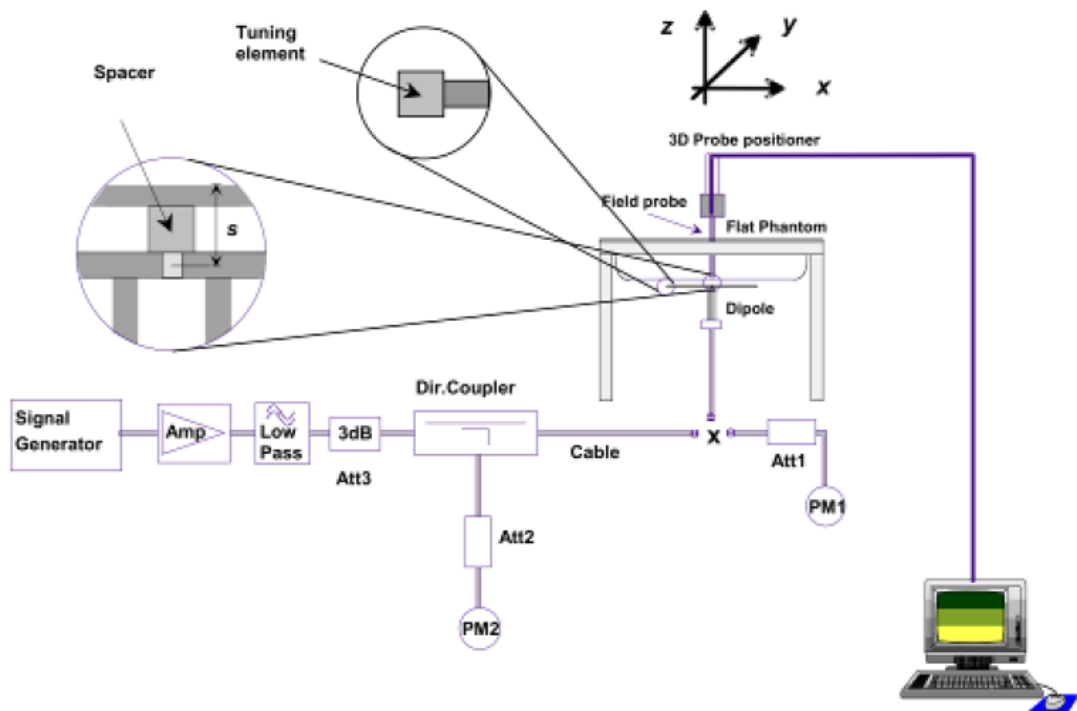 Tuning
element
Spacer
z
y
x
3D Probe positioner
Field probe
Flat Phantom
s
Dipole
Dir.Coupler
Signal
Generator
Amp
Low
Pass
3dB
Att3
Cable
x
Att1
PM1
Att2
PM2